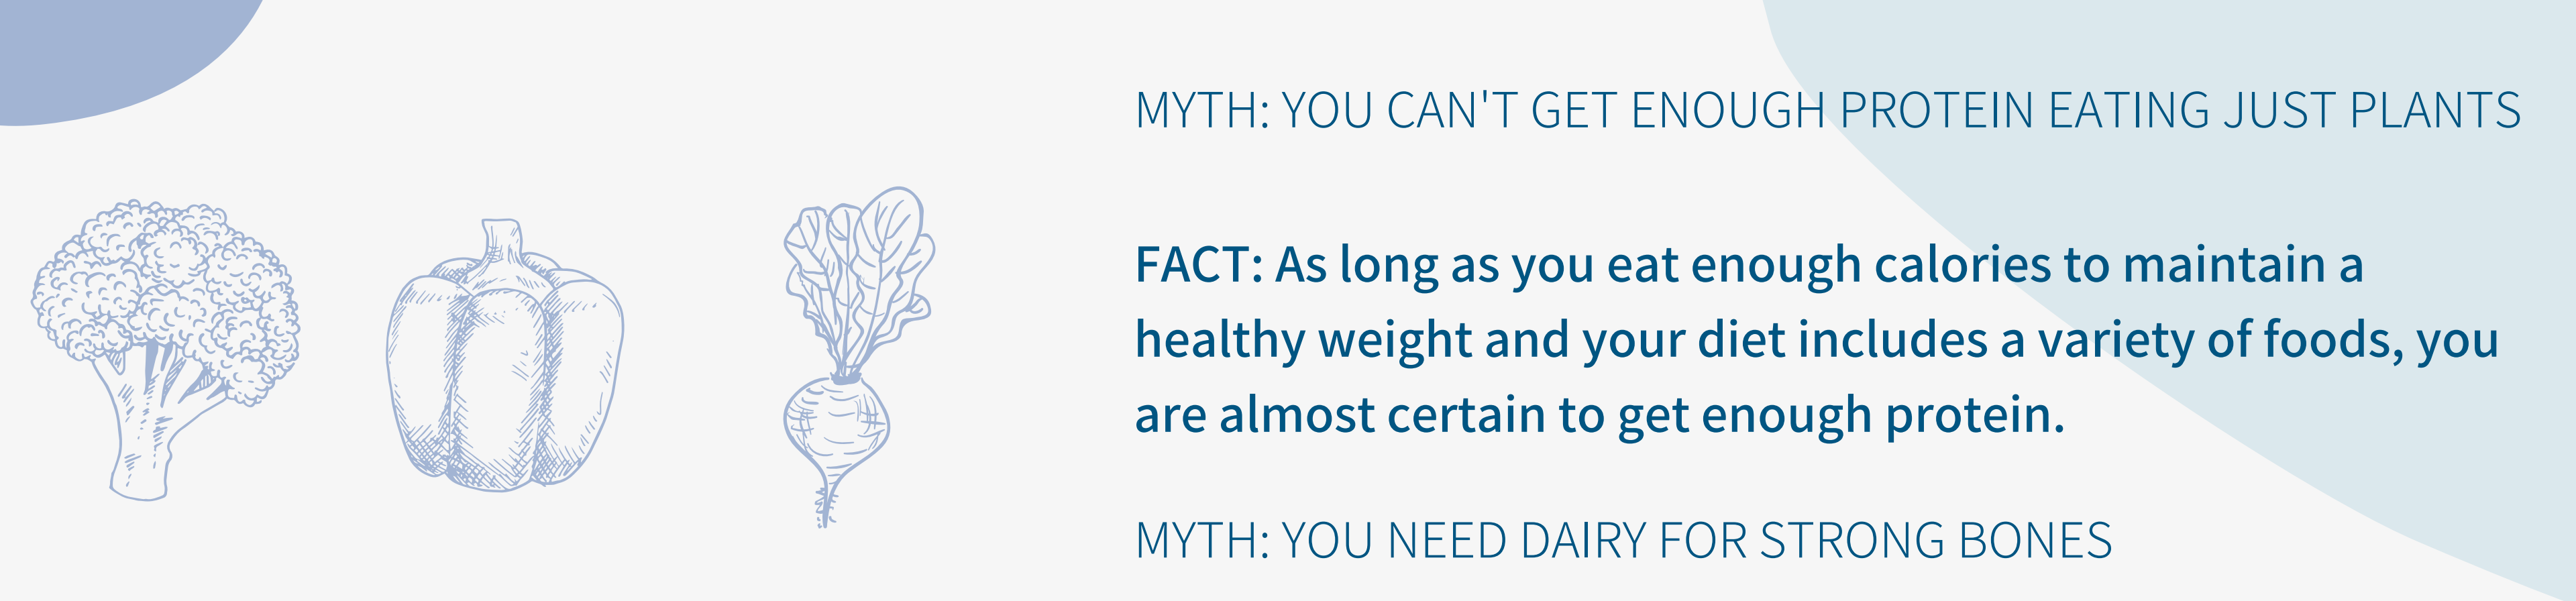 MYTH: YOU CAN'T GET ENOUGH PROTEIN EATING JUST PLANTS
FACT: As long as you eat enough calories to maintain a
healthy weight and your diet includes a variety of foods, you
are almost certain to get enough protein.
MYTH: YOU NEED DAIRY FOR STRONG BONES